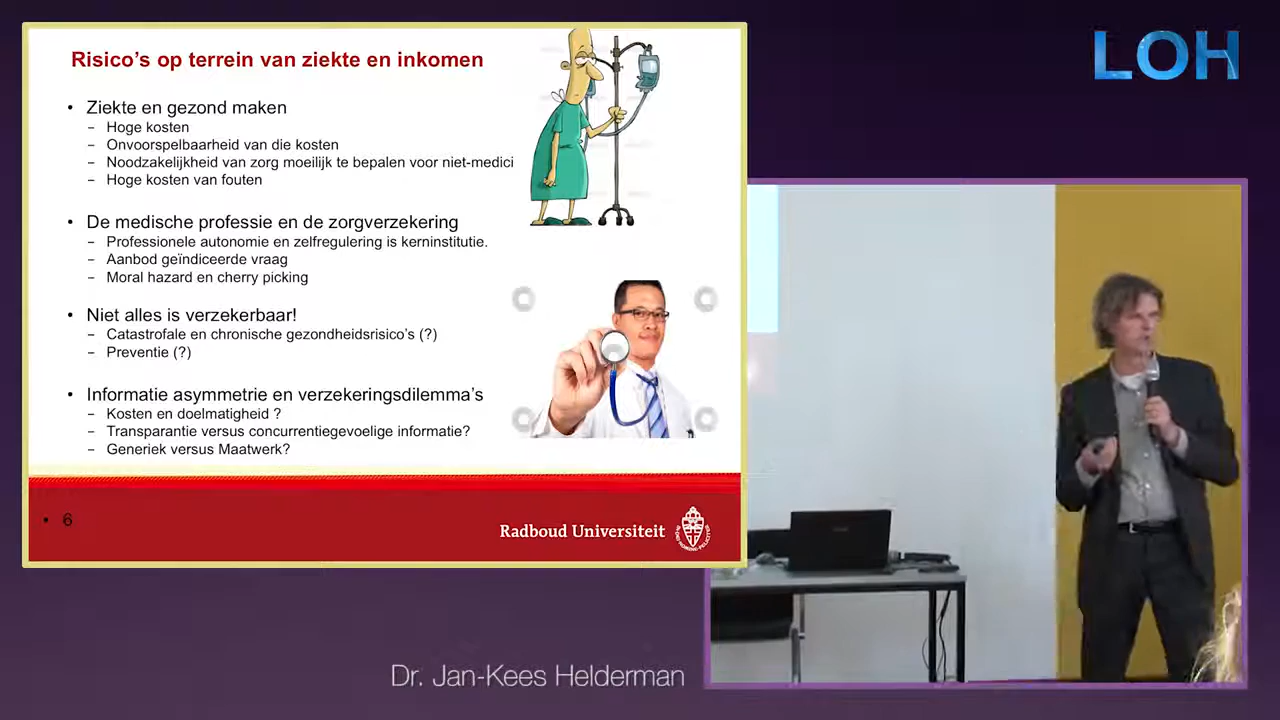 LOH
Risico's op terrein van ziekte en inkomen
• Ziekte en gezond maken
– Hoge kosten
– Onvoorspelbaarheid van die kosten
– Noodzakelijkheid van zorg moeilijk te bepalen voor niet-medici
– Hoge kosten van fouten
• De medische professie en de zorgverzekering
– Professionele autonomie en zelfregulering is kerninstitutie.
– Aanbod geïndiceerde vraag
– Moral hazard en cherry picking
• Niet alles is verzekerbaar!
– Catastrofale en chronische gezondheidsrisico's (?)
– Preventie (?)
• Informatie asymmetrie en verzekeringsdilemma's
– Kosten en doelmatigheid ?
– Transparantie versus concurrentiegevoelige informatie?
– Generiek versus Maatwerk?
• 6
Radboud Universiteit
Dr. Jan-Kees Helderman